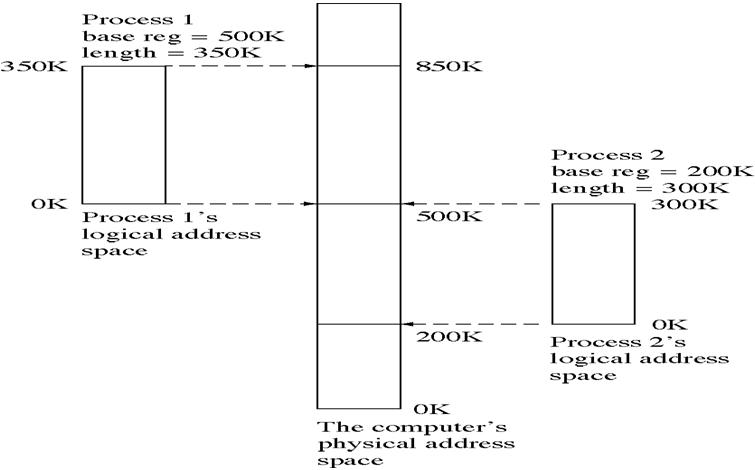 Process 1
base reg = 500K
length = 350K
350K
850K
Process 2
base reg = 200K
length = 300K
0K
500K
300K
Process 1's
logical address
space
200K
0K
Process 2's
logical address
space
0K
The computer's
physical address
space